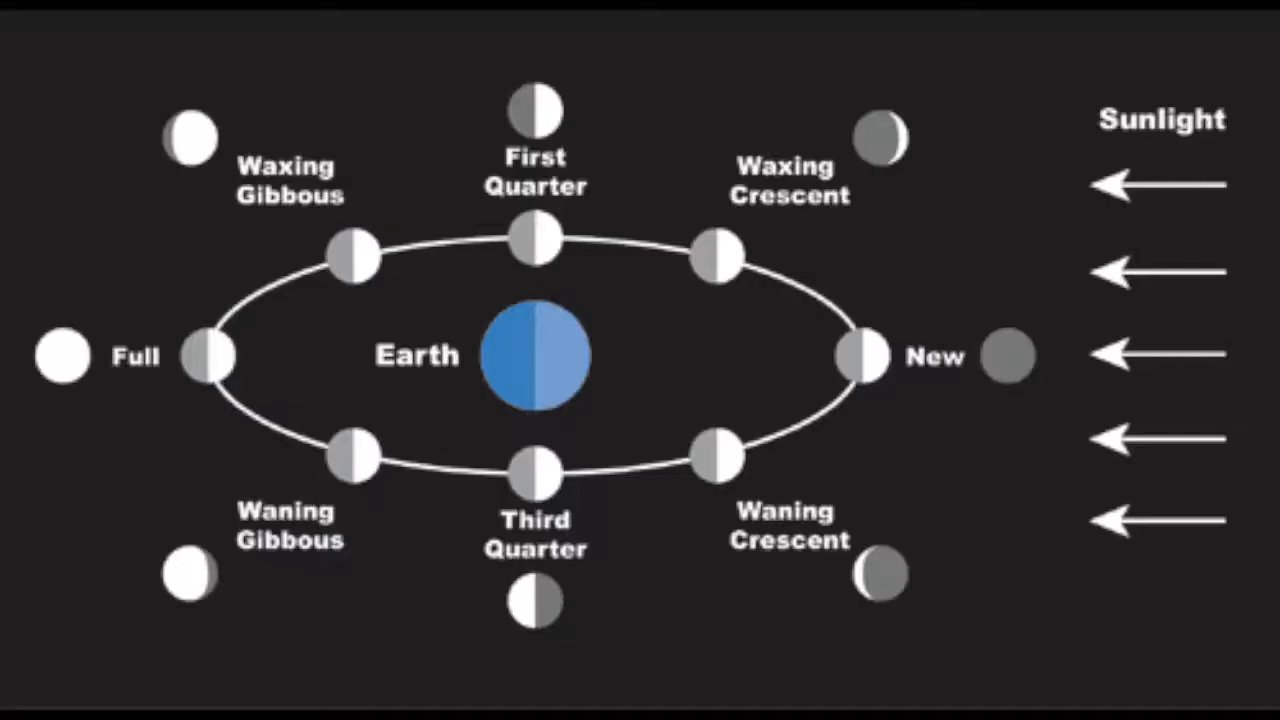 Sunlight
First
Quarter
Waxing
Gibbous
Waxing
Crescent
Full
Earth
New
Waning
Gibbous
Third
Quarter
Waning
Crescent